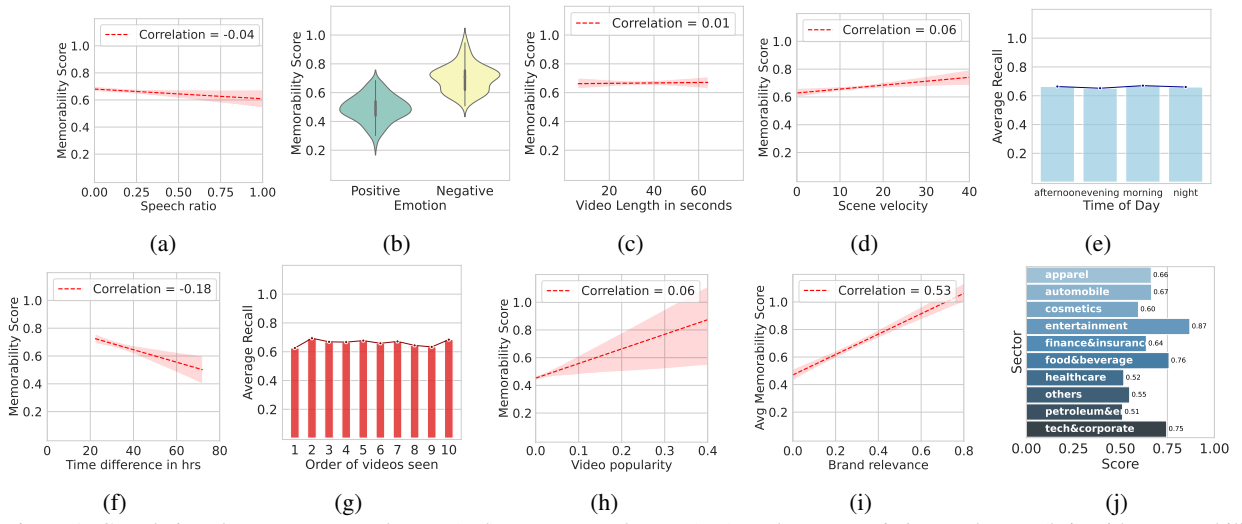 Correlation = -0.04
Memorability Score
1.0
0.8
0.6
0.4
0.2
0.00 0.25 0.50 0.75 1.00
Speech ratio
(a)
Memorability Score
1.0
0.8
0.6
0.4
0.2
Positive Negative
Emotion
(b)
Correlation = 0.01
Memorability Score
1.0
0.8
0.6
0.4
0.2
0 20 40 60
Video Length in seconds
(c)
Correlation = 0.06
Memorability Score
1.0
0.8
0.6
0.4
0.2
0 10 20 30 40
Scene velocity
(d)
Average Recall
1.0
0.8
0.6
0.4
0.2
afternoon evening morning night
Time of Day
(e)
Correlation = -0.18
Memorability Score
1.0
0.8
0.6
0.4
0.2
0 20 40 60 80
Time difference in hrs
(f)
Average Recall
1.0
0.8
0.6
0.4
0.2
1 2 3 4 5 6 7 8 9 10
Order of videos seen
(g)
Correlation = 0.06
Memorability Score
1.0
0.8
0.6
0.4
0.2
0.0 0.1 0.2 0.3 0.4
Video popularity
(h)
Correlation = 0.53
Avg Memorability Score
1.0
0.8
0.6
0.4
0.2
0.0 0.2 0.4 0.6 0.8
Brand relevance
(i)
Sector
apparel 0.66
automobile 0.67
cosmetics 0.60
entertainment 0.87
finance&insuranc 0.64
food&beverage 0.76
healthcare 0.52
others 0.55
petroleum&e 0.51
tech&corporate 0.75
0.00 0.25 0.50 0.75 1.00
Score
(j)